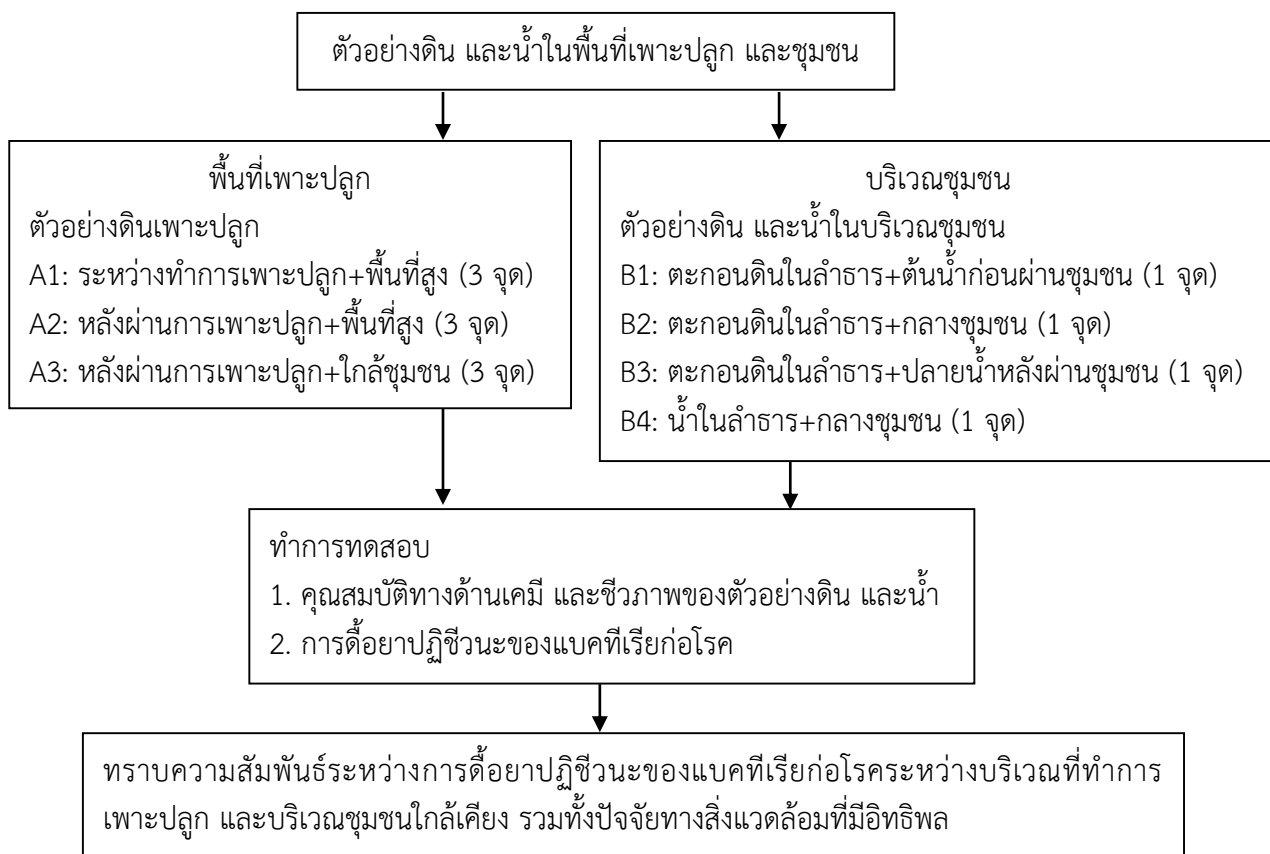 ตัวอย่างดิน และน้ำในพื้นที่เพาะปลูก และชุมชน
พื้นที่เพาะปลูก
ตัวอย่างดินเพาะปลูก
A1: ระหว่างทำการเพาะปลูก+พื้นที่สูง (3 จุด)
A2: หลังผ่านการเพาะปลูก+พื้นที่สูง (3 จุด)
A3: หลังผ่านการเพาะปลูก+ใกล้ชุมชน (3 จุด)
บริเวณชุมชน
ตัวอย่างดิน และน้ำในบริเวณชุมชน
B1: ตะกอนดินในลำธาร+ต้นน้ำก่อนผ่านชุมชน (1 จุด)
B2: ตะกอนดินในลำธาร+กลางชุมชน (1 จุด)
B3: ตะกอนดินในลำธาร+ปลายน้ำหลังผ่านชุมชน (1 จุด)
B4: น้ำในลำธาร+กลางชุมชน (1 จุด)
ทำการทดสอบ
1. คุณสมบัติทางด้านเคมี และชีวภาพของตัวอย่างดิน และน้ำ
2. การดื้อยาปฏิชีวนะของแบคทีเรียก่อโรค
ทราบความสัมพันธ์ระหว่างการดื้อยาปฏิชีวนะของแบคทีเรียก่อโรคระหว่างบริเวณที่ทำการ
เพาะปลูก และบริเวณชุมชนใกล้เคียง รวมทั้งปัจจัยทางสิ่งแวดล้อมที่มีอิทธิพล